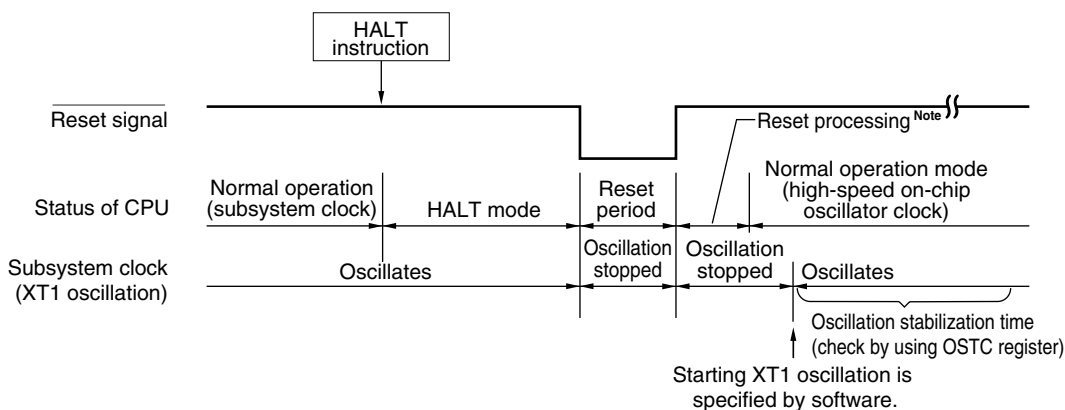 HALT
instruction
Reset signal
Reset processing Note
Status of CPU
Normal operation
(subsystem clock)
HALT mode
Reset
period
Normal operation mode
(high-speed on-chip
oscillator clock)
Subsystem clock
(XT1 oscillation)
Oscillates
Oscillation
stopped
Oscillation
stopped
Oscillates
Oscillation stabilization time
(check by using OSTC register)
Starting XT1 oscillation is
specified by software.